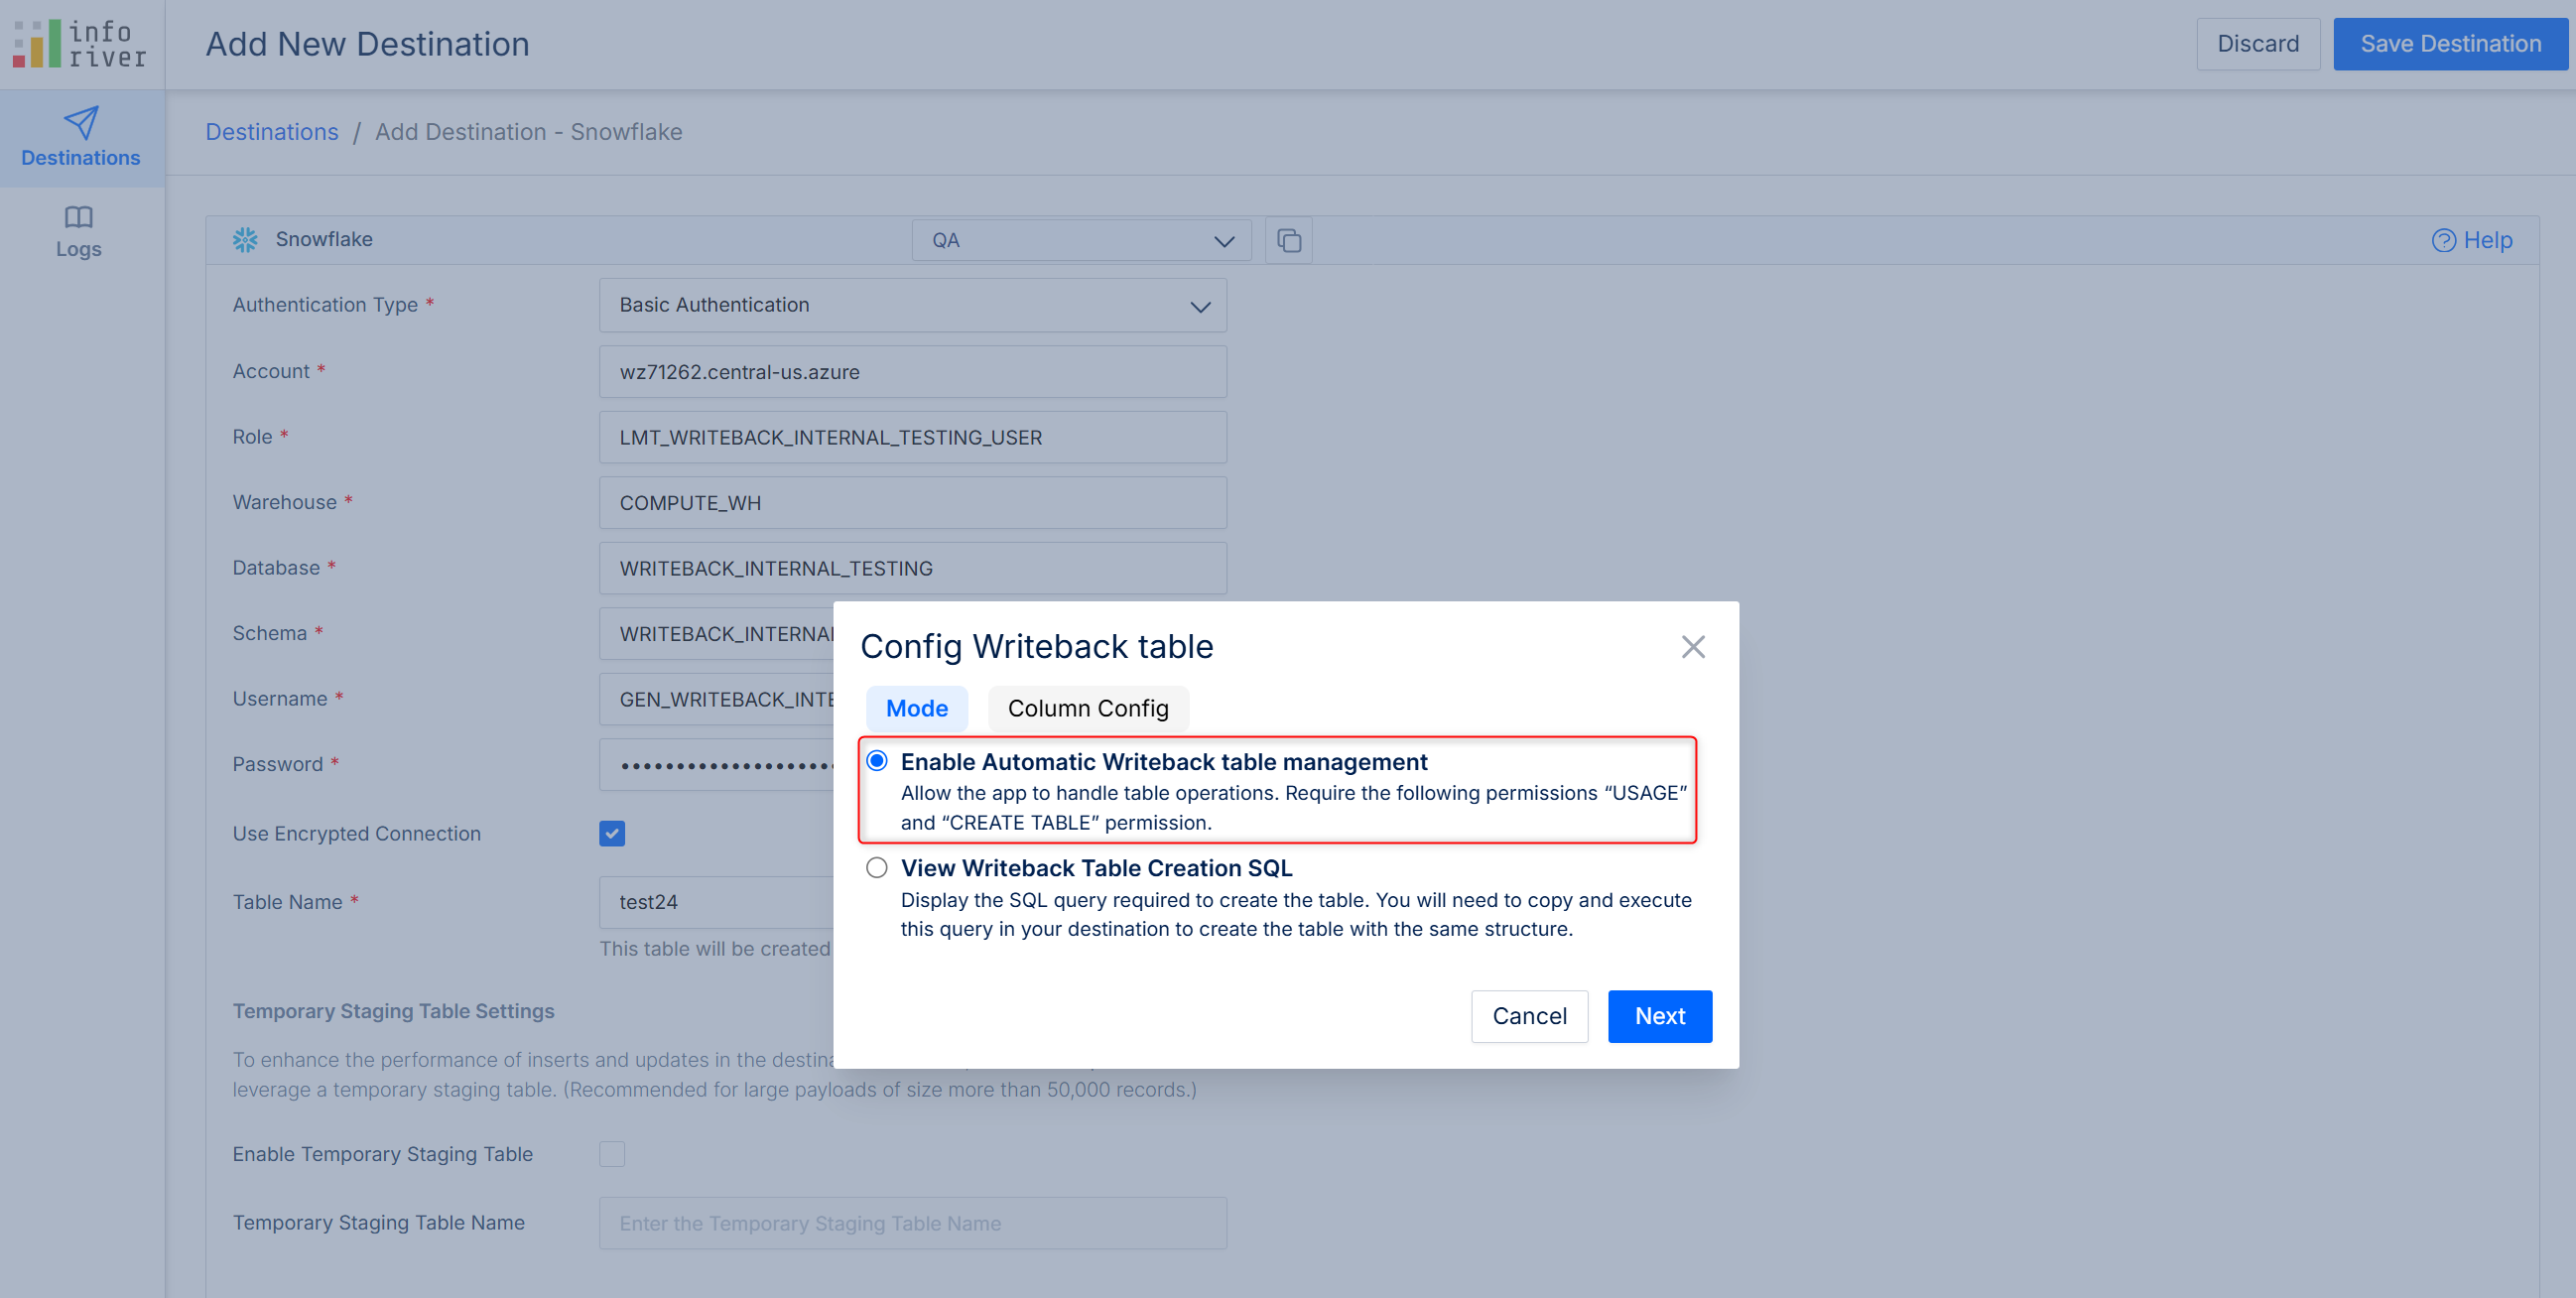 info
river
Add New Destination
Discard
Save Destination
Destinations
Logs
Destinations / Add Destination - Snowflake
Snowflake
QA
Help
Authentication Type *
Basic Authentication
Account *
wz71262.central-us.azure
Role *
LMT_WRITEBACK_INTERNAL_TESTING_USER
Warehouse *
COMPUTE_WH
Database *
WRITEBACK_INTERNAL_TESTING
Schema *
WRITEBACK_INTERNAL
Username *
GEN_WRITEBACK_INTE
Password *
Use Encrypted Connection
Table Name *
test24
This table will be created
Temporary Staging Table Settings
To enhance the performance of inserts and updates in the
leverage a temporary staging table. (Recommended for large payloads of size more than 50,000 records.)
Enable Temporary Staging Table
Temporary Staging Table Name
Enter the Temporary Staging Table Name
Config Writeback table
Mode
Column Config
Enable Automatic Writeback table management
Allow the app to handle table operations. Require the following permissions “USAGE”
and “CREATE TABLE” permission.
View Writeback Table Creation SQL
Display the SQL query required to create the table. You will need to copy and execute
this query in your destination to create the table with the same structure.
Cancel
Next